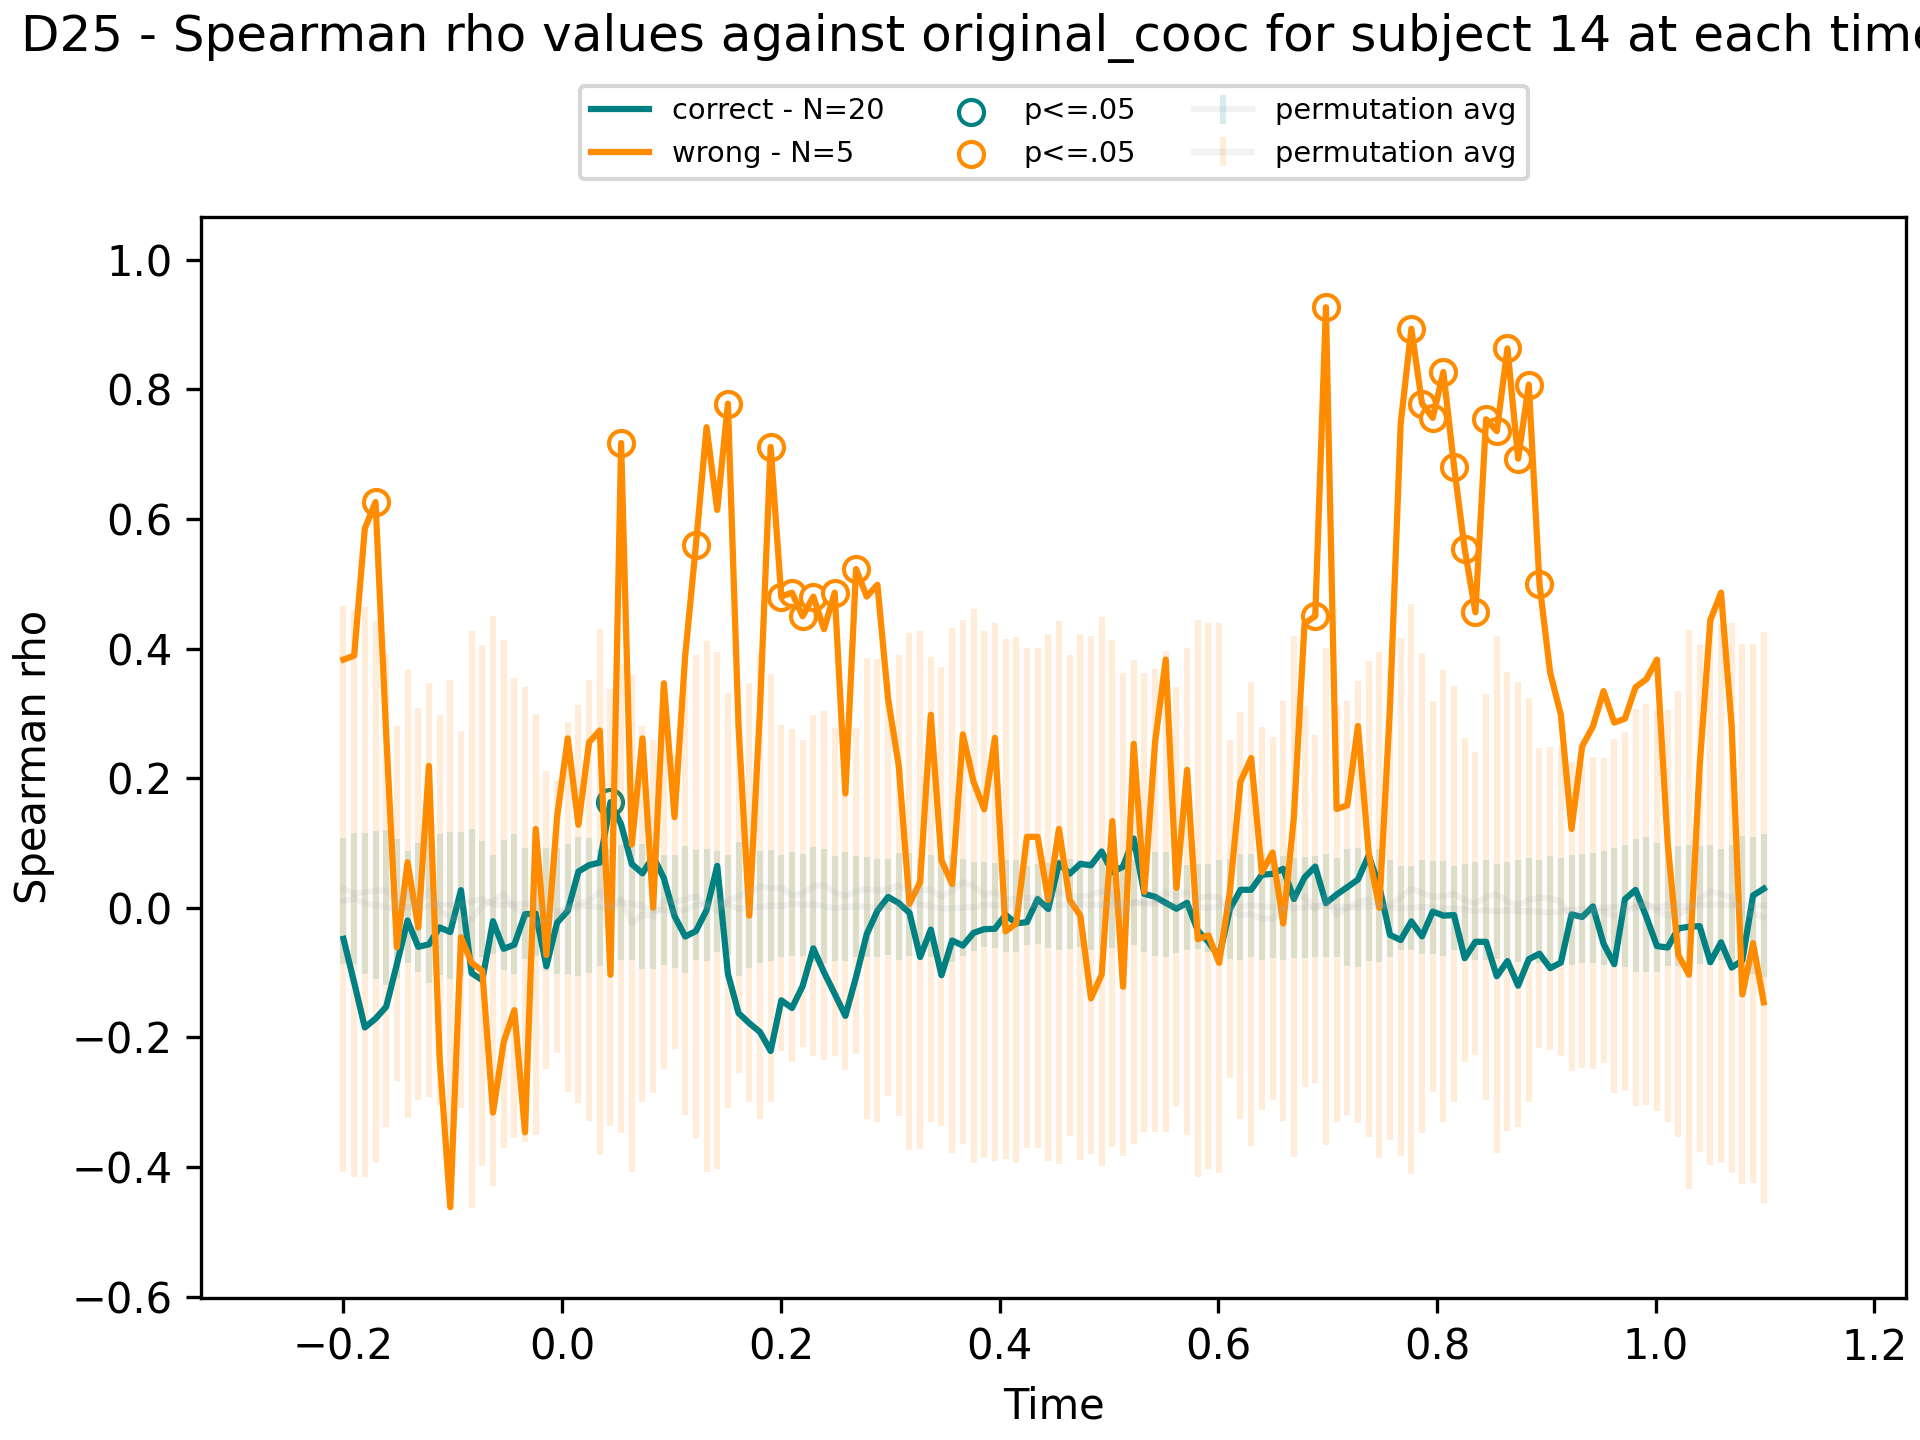 D25 - Spearman rho values against original_cooc for subject 14 at each time
correct - N=20
wrong - N=5
p<=.05
p<=.05
permutation avg
permutation avg
1.0
0.8
0.6
0.4
0.2
0.0
−0.2
−0.4
−0.6
Spearman rho
−0.2 0.0 0.2 0.4 0.6 0.8 1.0 1.2
Time